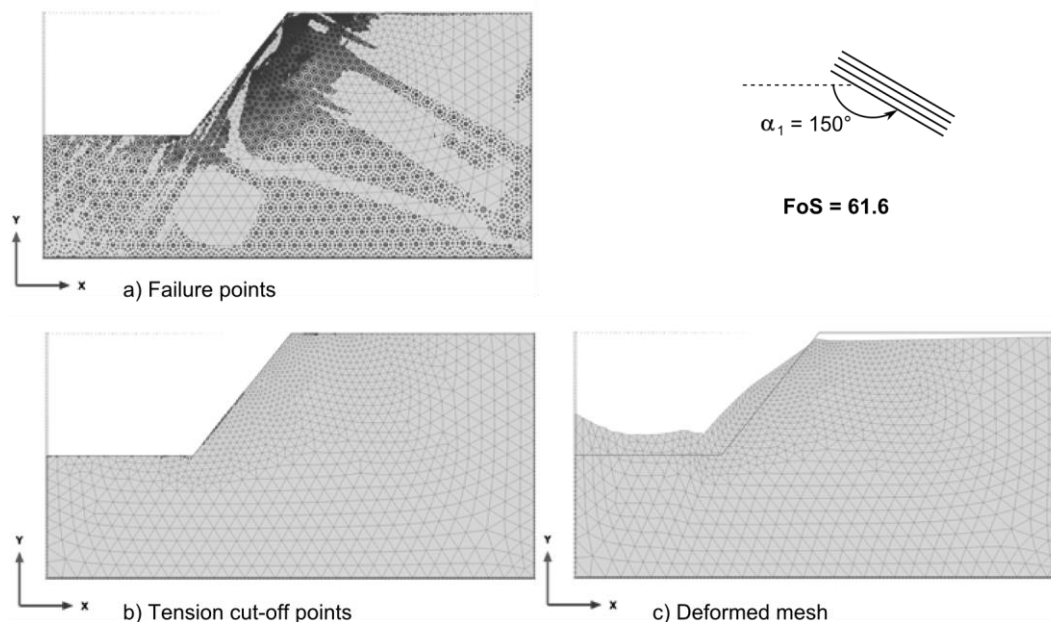 α₁ = 150°
FoS = 61.6
Y
X
a) Failure points
Y
X
b) Tension cut-off points
Y
X
c) Deformed mesh